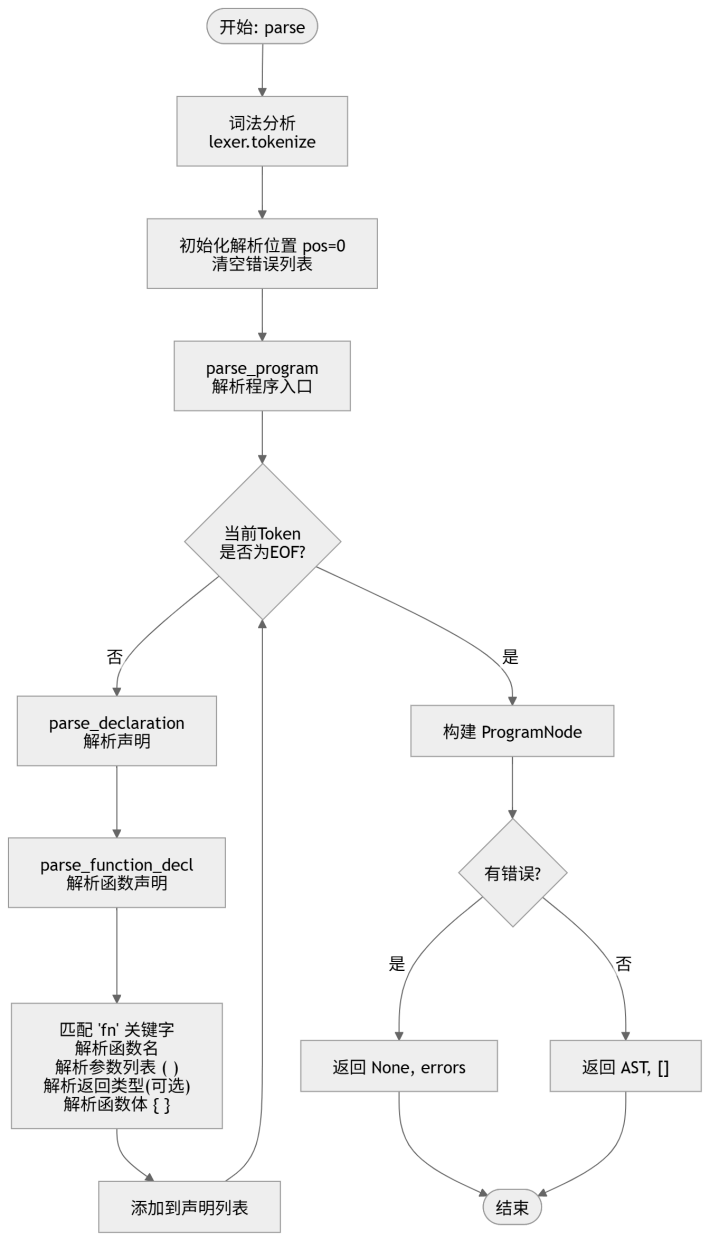 开始: parse
词法分析
lexer.tokenize
初始化解析位置 pos=0
清空错误列表
parse_program
解析程序入口
当前Token
是否为EOF?
否
是
parse_declaration
解析声明
构建 ProgramNode
parse_function_decl
解析函数声明
有错误?
是
否
匹配 'fn' 关键字
解析函数名
解析参数列表 ( )
解析返回类型(可选)
解析函数体 { }
返回 None, errors
返回 AST, []
添加到声明列表
结束